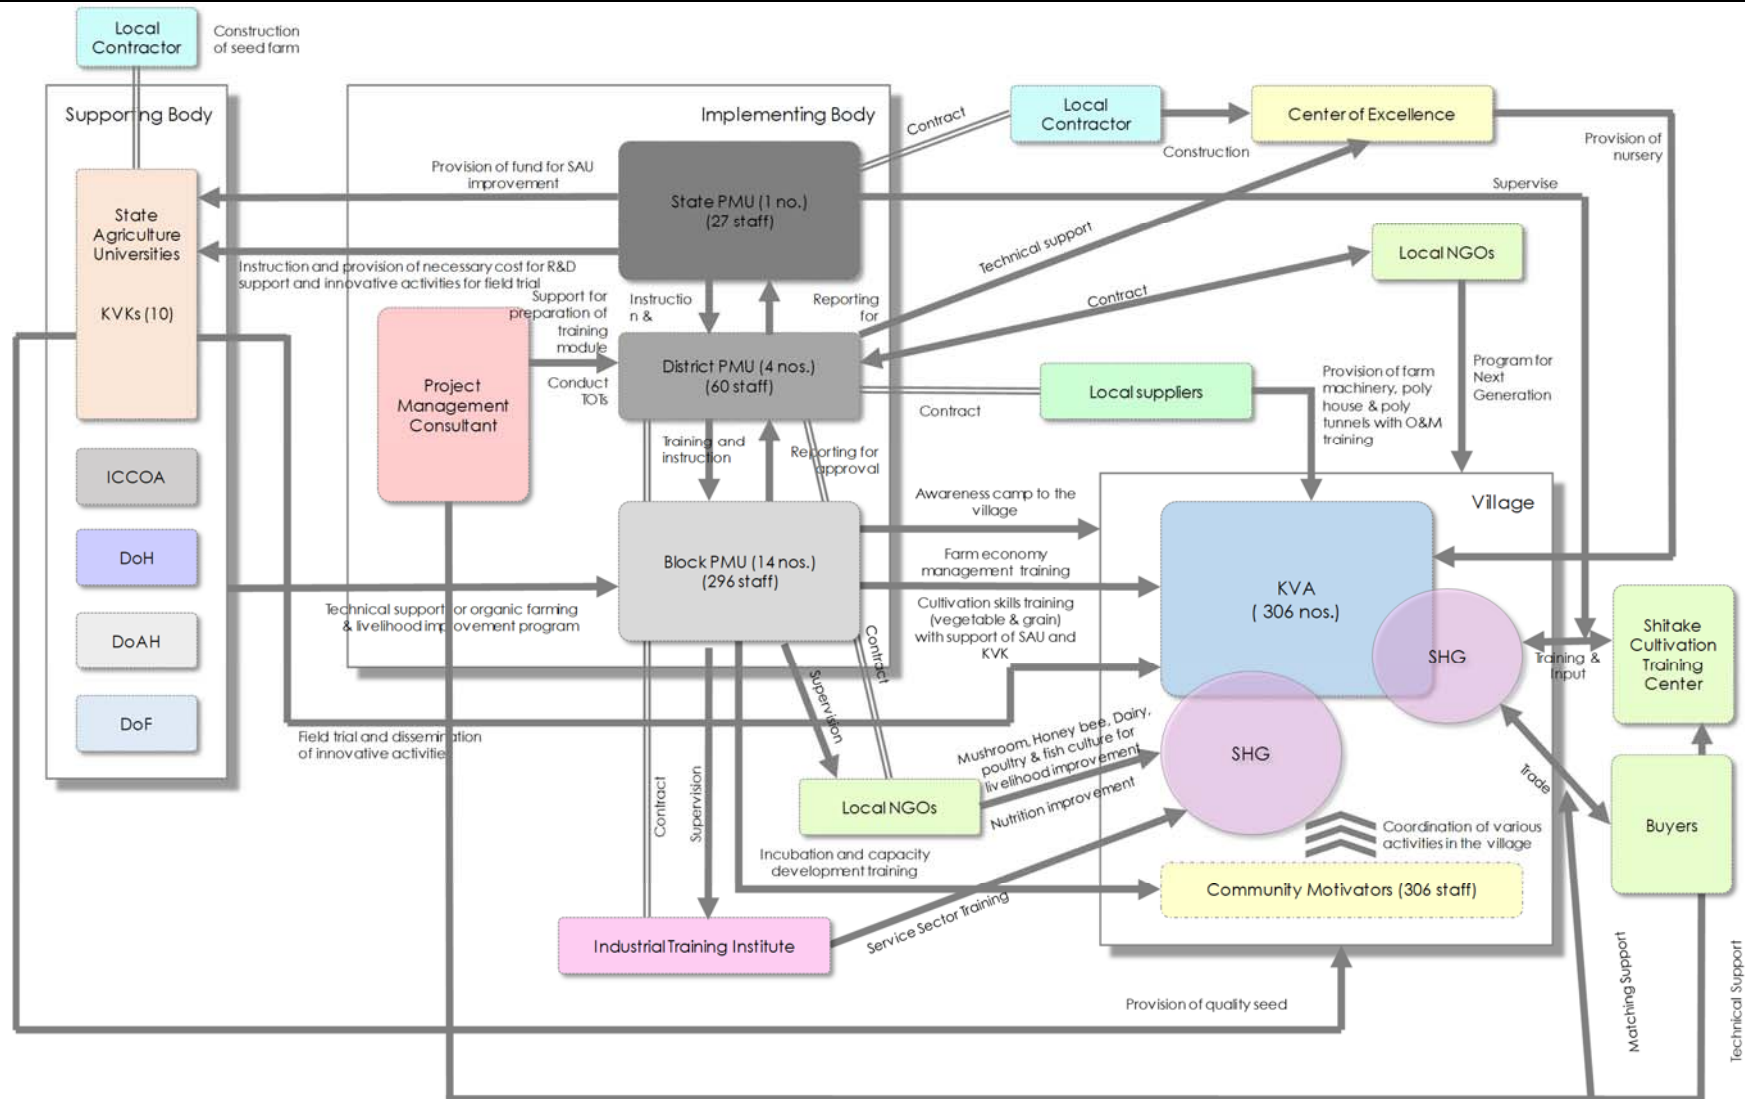 Local
Contractor
Construction
of seed farm
Supporting Body
Implementing Body
State
Agriculture
Universities
KVKs (10)
ICCOA
DoH
DoAH
DoF
Provision of fund for SAU
improvement
Instruction and provision of necessary cost for R&D
support and innovative activities for field trial
State PMU (1 no.)
(27 staff)
Contract
Local
Contractor
Construction
Center of Excellence
Provision of
nursery
Supervise
Technical support
Local NGOs
Contract
Support for
preparation of
training
module
Instructio
n &
Reporting
for
District PMU (4 nos.)
(60 staff)
Project
Management
Consultant
Conduct
TOTs
Contract
Local suppliers
Provision of farm
machinery, poly
house & poly
tunnels with O&M
training
Program for
Next
Generation
Training and
instruction
Reporting for
approval
Block PMU (14 nos.)
(296 staff)
Awareness camp to the
village
Farm economy
management training
Cultivation skills training
(vegetable & grain)
with support of SAU and
KVK
Village
KVA
( 306 nos.)
SHG
SHG
Training &
Input
Shitake
Cultivation
Training
Center
Technical support or organic farming
& livelihood improvement program
Field trial and dissemination
of innovative activitie
Contract
Supervision
Contract
Supervision
Mushroom, Honey bee, Dairy,
poultry & fish culture for
livelihood improvement
Nutrition improvement
Local NGOs
Trade
Buyers
Coordination of various
activities in the village
Incubation and capacity
development training
Community Motivators (306 staff)
Service Sector Training
Industrial Training Institute
Provision of quality seed
Matching Support
Technical Support